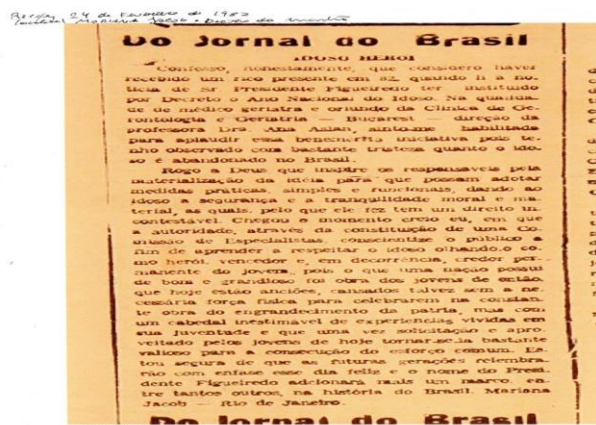 24 de Fevereiro de 1982
Do Jornal do Brasil
IDOSO HERÓI
Confesso, honestamente, que considero haver
recebido um rico presente em 82, quando li a no-
tícia de Sr. Presidente Figueiredo ter instituído
por Decreto o Ano Nacional do Idoso. Na qualida-
de de médico geriatra e oriundo da Clínica de Ge-
rontologia e Geriatria — Bucarest — direção da
professora Dra. Ana Aslan, sinto-me habilitada
para aplaudir essa benemérita iniciativa pois te-
nho observado com bastante tristeza quanto o ido-
so é abandonado no Brasil.
Rogo a Deus que inspire os responsáveis pela
materialização da idéia para que possam adotar
medidas práticas, simples e funcionais, dando ao
idoso a segurança e a tranquilidade moral e ma-
terial, as quais, pelo que ele fez tem um direito in-
contestável. Chegou o momento creio eu, em que
a autoridade, através da constituição de uma Co-
missão de Especialistas, conscientize o público a
fim de aprender a respeitar o idoso olhando-o co-
mo herói, vencedor e, em decorrência, credor per-
manente do jovem, pois o que uma nação possui
de bom e grandioso foi obra dos jovens de então,
que hoje estão anciões, cansados talvez sem a ne-
cessária força física para celebrarem na constan-
te obra do engrandecimento da pátria, mas com
um cabedal inestimável de experiências vividas em
sua juventude e que uma vez solicitação e apro-
veitado pelos jovens de hoje tornar-se-ia bastante
valioso para a consecução do esforço comum. Es-
tou segura de que as futuras gerações relembra-
rão com enfase esse dia feliz e o nome do Presi-
dente Figueiredo adicionará mais um marco, en-
tre tantos outros, na história do Brasil. Mariana
Jacob — Rio de Janeiro.
Do Jornal do Brasil